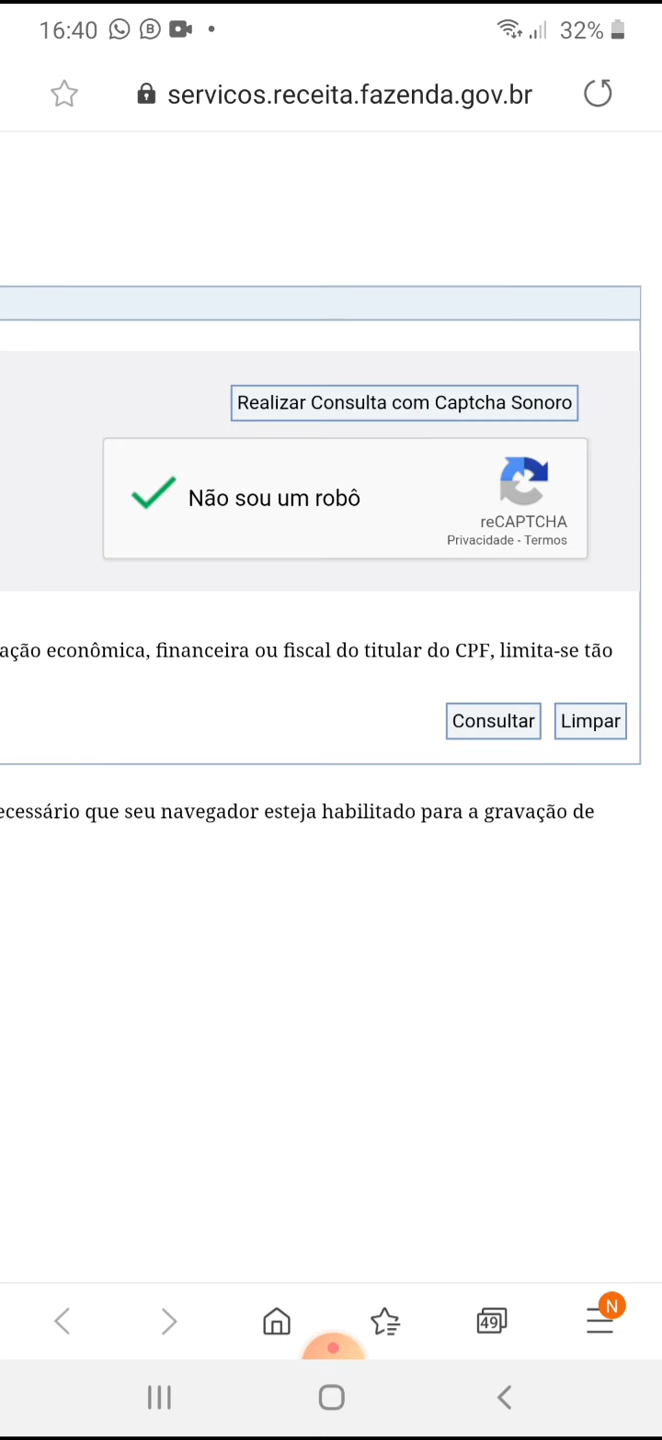 16:40 32%
servicos.receita.fazenda.gov.br
Realizar Consulta com Captcha Sonoro
Não sou um robô
reCAPTCHA
Privacidade - Termos
ação econômica, financeira ou fiscal do titular do CPF, limita-se tão
Consultar Limpar
ecessário que seu navegador esteja habilitado para a gravação de
49 N